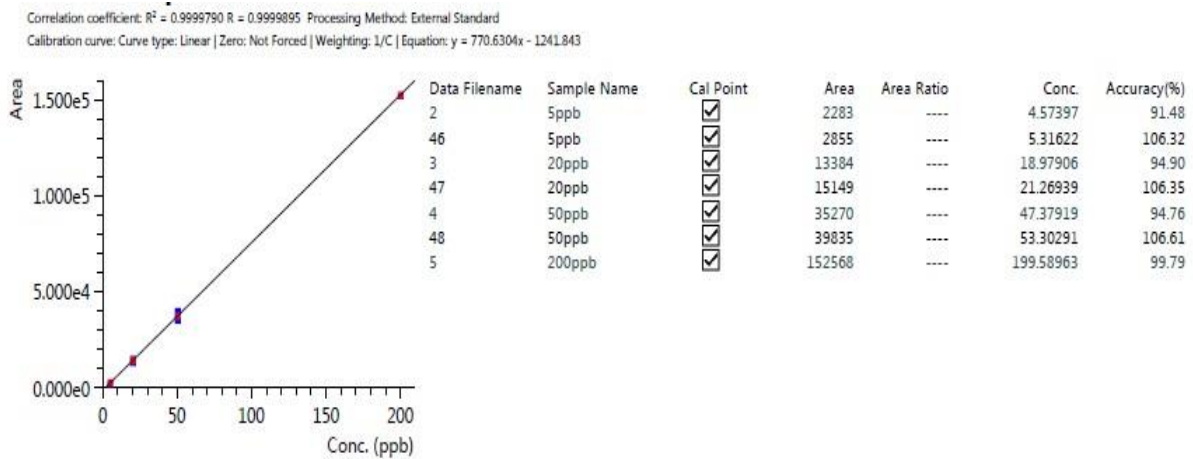 Correlation coefficient: R² = 0.9999790 R = 0.9999895 Processing Method: External Standard
Calibration curve: Curve type: Linear | Zero: Not Forced | Weighting: 1/C | Equation: y = 770.6304x - 1241.843
Area
1.500e5
1.000e5
5.000e4
0.000e0
0 50 100 150 200
Conc. (ppb)
Data Filename Sample Name Cal Point Area Area Ratio Conc. Accuracy(%)
2 5ppb 2283 ---- 4.57397 91.48
46 5ppb 2855 ---- 5.31622 106.32
3 20ppb 13384 ---- 18.97906 94.90
47 20ppb 15149 ---- 21.26939 106.35
4 50ppb 35270 ---- 47.37919 94.76
48 50ppb 39835 ---- 53.30291 106.61
5 200ppb 152568 ---- 199.58963 99.79